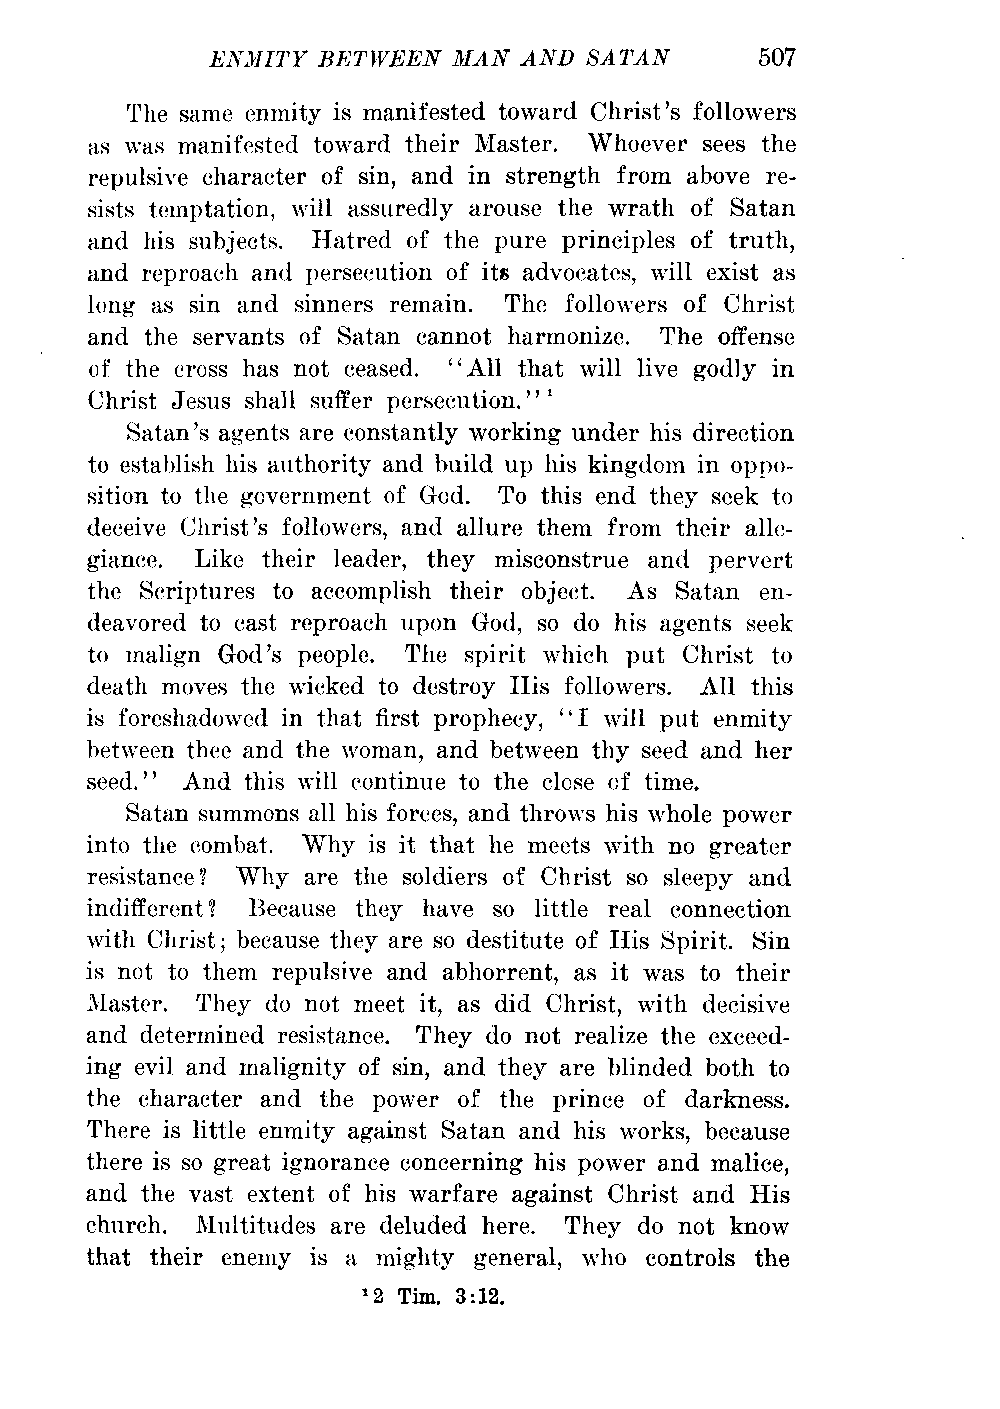 ENMITY BETWEEN MAN AND SATAN 507
The same enmity is manifested toward Christ's followers
as was manifested toward their Master. Whoever sees the
repulsive character of sin, and in strength from above re-
sists temptation, will assuredly arouse the wrath of Satan
and his subjects. Hatred of the pure principles of truth,
and reproach and persecution of its advocates, will exist as
long as sin and sinners remain. The followers of Christ
and the servants of Satan cannot harmonize. The offense
of the cross has not ceased. "All that will live godly in
Christ Jesus shall suffer persecution." ¹
Satan's agents are constantly working under his direction
to establish his authority and build up his kingdom in oppo-
sition to the government of God. To this end they seek to
deceive Christ's followers, and allure them from their alle-
giance. Like their leader, they misconstrue and pervert
the Scriptures to accomplish their object. As Satan en-
deavored to cast reproach upon God, so do his agents seek
to malign God's people. The spirit which put Christ to
death moves the wicked to destroy His followers. All this
is foreshadowed in that first prophecy, "I will put enmity
between thee and the woman, and between thy seed and her
seed." And this will continue to the close of time.
Satan summons all his forces, and throws his whole power
into the combat. Why is it that he meets with no greater
resistance? Why are the soldiers of Christ so sleepy and
indifferent? Because they have so little real connection
with Christ; because they are so destitute of His Spirit. Sin
is not to them repulsive and abhorrent, as it was to their
Master. They do not meet it, as did Christ, with decisive
and determined resistance. They do not realize the exceed-
ing evil and malignity of sin, and they are blinded both to
the character and the power of the prince of darkness.
There is little enmity against Satan and his works, because
there is so great ignorance concerning his power and malice,
and the vast extent of his warfare against Christ and His
church. Multitudes are deluded here. They do not know
that their enemy is a mighty general, who controls the
¹ 2 Tim. 3:12.